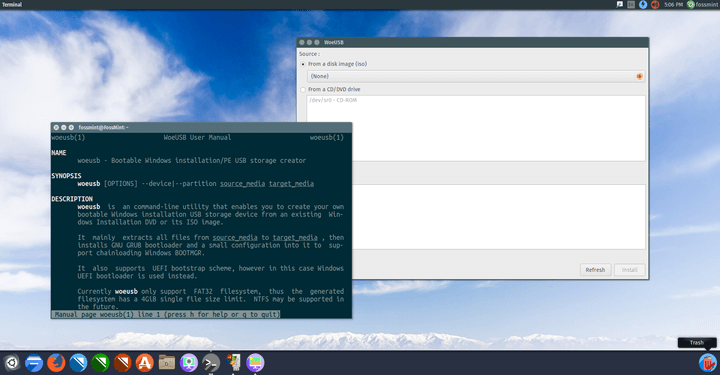 Terminal
5:06 PM
fossmint
WoeUSB
Source :
From a disk image (iso)
(None)
From a CD/DVD drive
/dev/sr0 - CD-ROM
Refresh
Install
fossmint@FossMint: ~
woeusb(1) WoeUSB User Manual woeusb(1)
NAME
woeusb - Bootable Windows installation/PE USB storage creator
SYNOPSIS
woeusb [OPTIONS] --device|--partition source_media target_media
DESCRIPTION
woeusb is an command-line utility that enables you to create your own
bootable Windows installation USB storage device from an existing Win-
dows Installation DVD or its ISO image.
It mainly extracts all files from source_media to target_media , then
installs GNU GRUB bootloader and a small configuration into it to sup-
port chainloading Windows BOOTMGR.
It also supports UEFI bootstrap scheme, however in this case Windows
UEFI bootloader is used instead.
Currently woeusb only support FAT32 filesystem, thus the generated
filesystem has a 4GiB single file size limit. NTFS may be supported in
the future.
Manual page woeusb(1) line 1 (press h for help or q to quit)
Trash